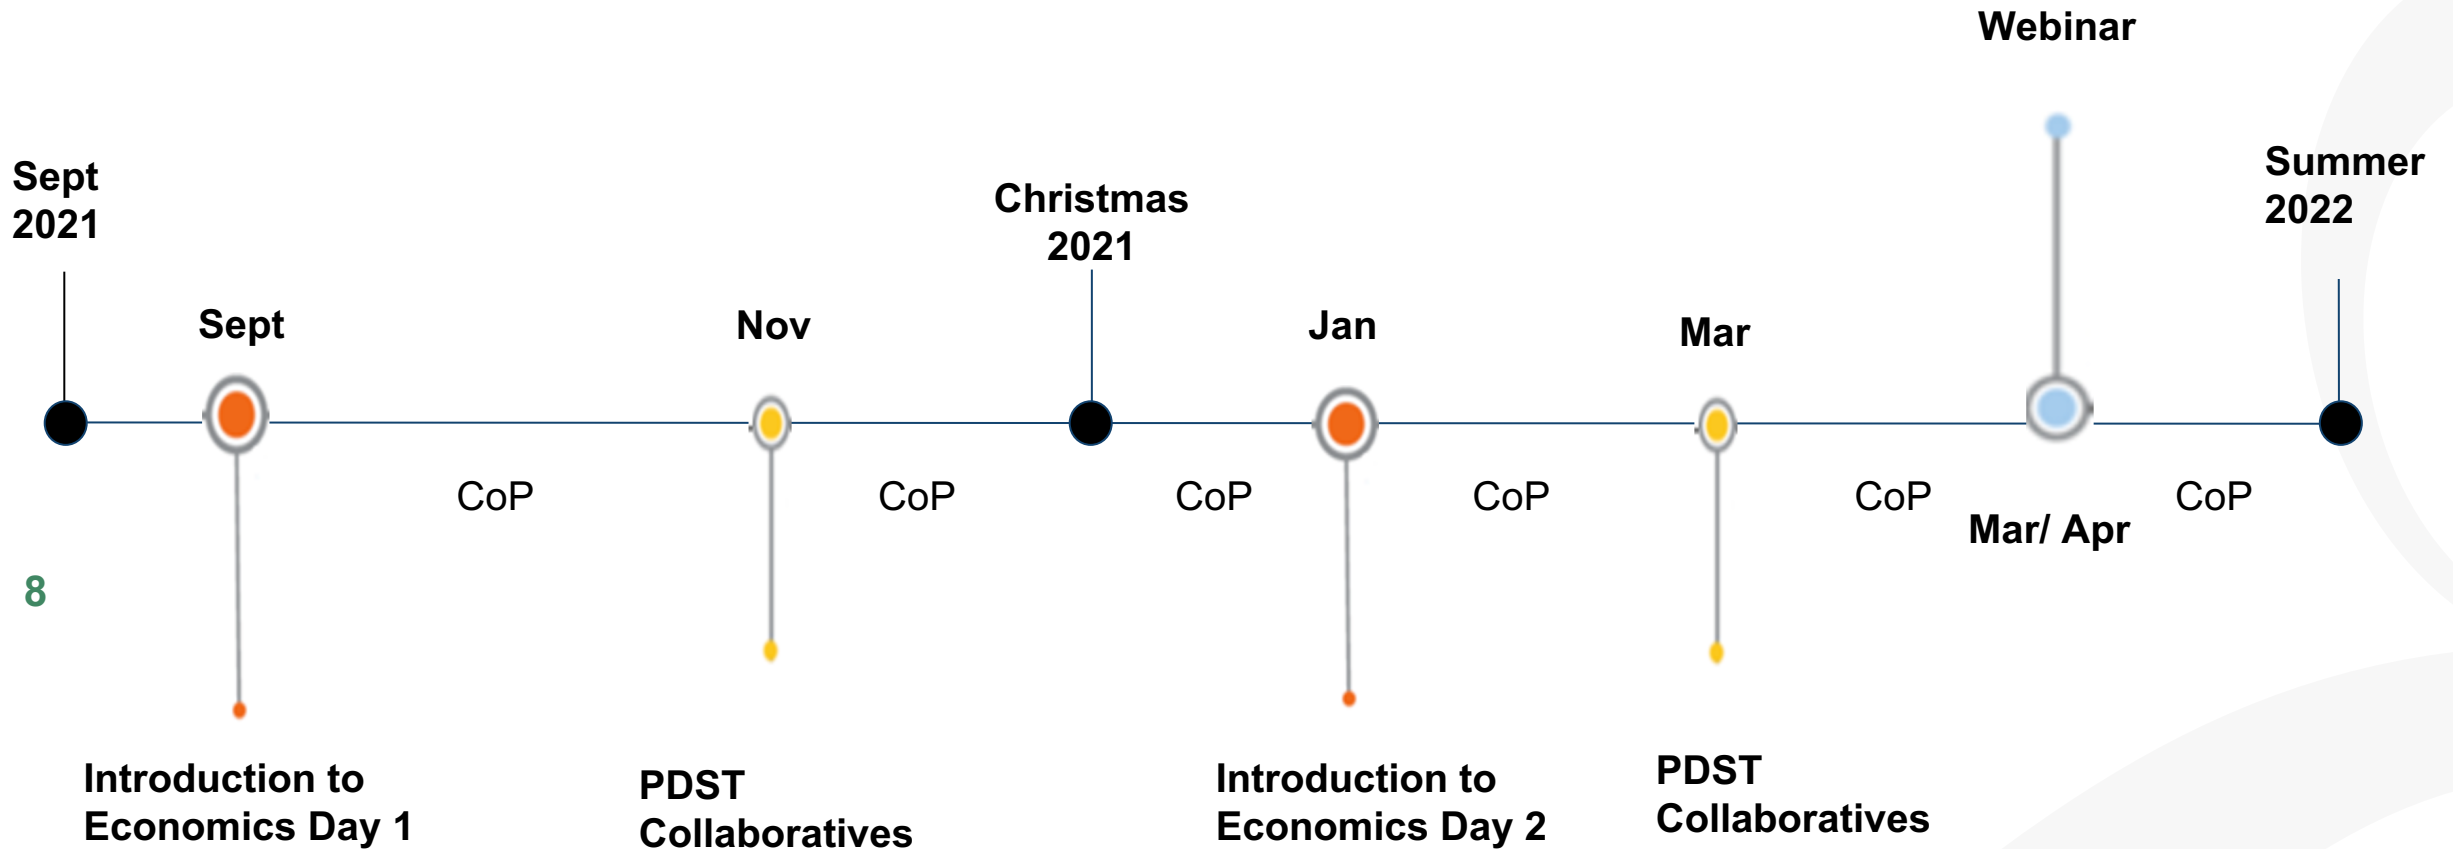 Webinar
Sept
2021
Christmas
2021
Summer
2022
Sept
Nov
Jan
Mar
CoP
CoP
CoP
CoP
CoP
CoP
Mar/ Apr
8
Introduction to
Economics Day 1
PDST
Collaboratives
Introduction to
Economics Day 2
PDST
Collaboratives